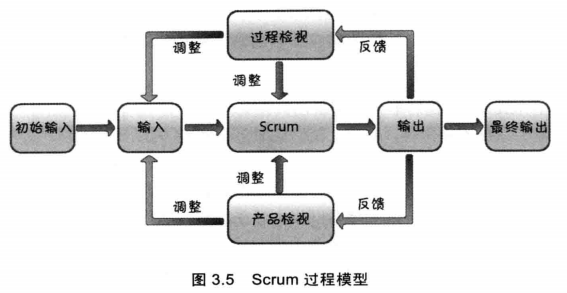 过程检视
调整
反馈
调整
初始输入
输入
Scrum
输出
最终输出
调整
调整
反馈
产品检视
图 3.5 Scrum 过程模型